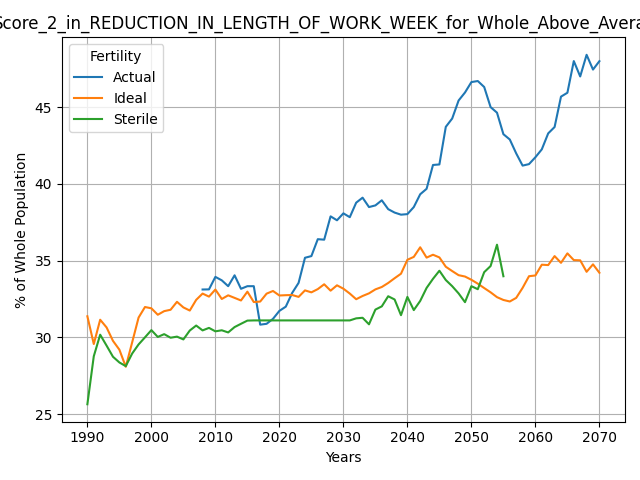 Score_2_in_REDUCTION_IN_LENGTH_OF_WORK_WEEK_for_Whole_Above_Avera
Fertility
Actual
Ideal
Sterile
% of Whole Population
45
40
35
30
25
1990 2000 2010 2020 2030 2040 2050 2060 2070
Years